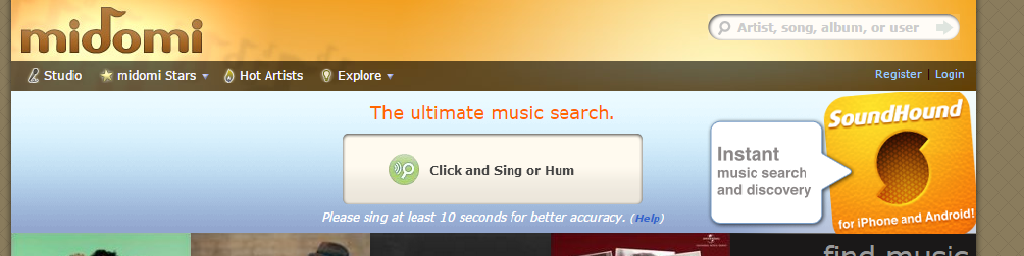 midomi
Artist, song, album, or user
Studio midomi Stars Hot Artists Explore
Register | Login
The ultimate music search.
Click and Sing or Hum
Please sing at least 10 seconds for better accuracy. (Help)
Instant
music search
and discovery
SoundHound
for iPhone and Android!
find music